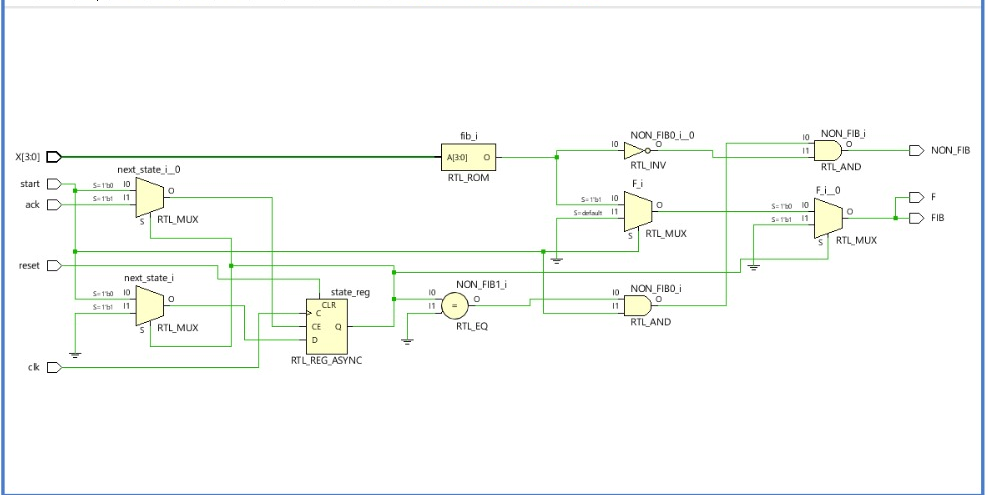 fib_i
X[3:0]
A[3:0] O
RTL_ROM
NON_FIB0_i__0
I0 O
RTL_INV
NON_FIB_i
I0
I1 O
RTL_AND
NON_FIB
next_state_i__0
start
ack
S=1'b0 I0
S=1'b1 I1
O
S
RTL_MUX
F_i
S=1'b1 I0
S=default I1
O
S
RTL_MUX
F_i__0
S=1'b0 I0
S=1'b1 I1
O
S
RTL_MUX
F
FIB
reset
next_state_i
S=1'b0 I0
S=1'b1 I1
O
S
RTL_MUX
state_reg
CLR
C
CE Q
D
RTL_REG_ASYNC
NON_FIB1_i
I0
I1
=
O
RTL_EQ
NON_FIB0_i
I0
I1
O
RTL_AND
clk